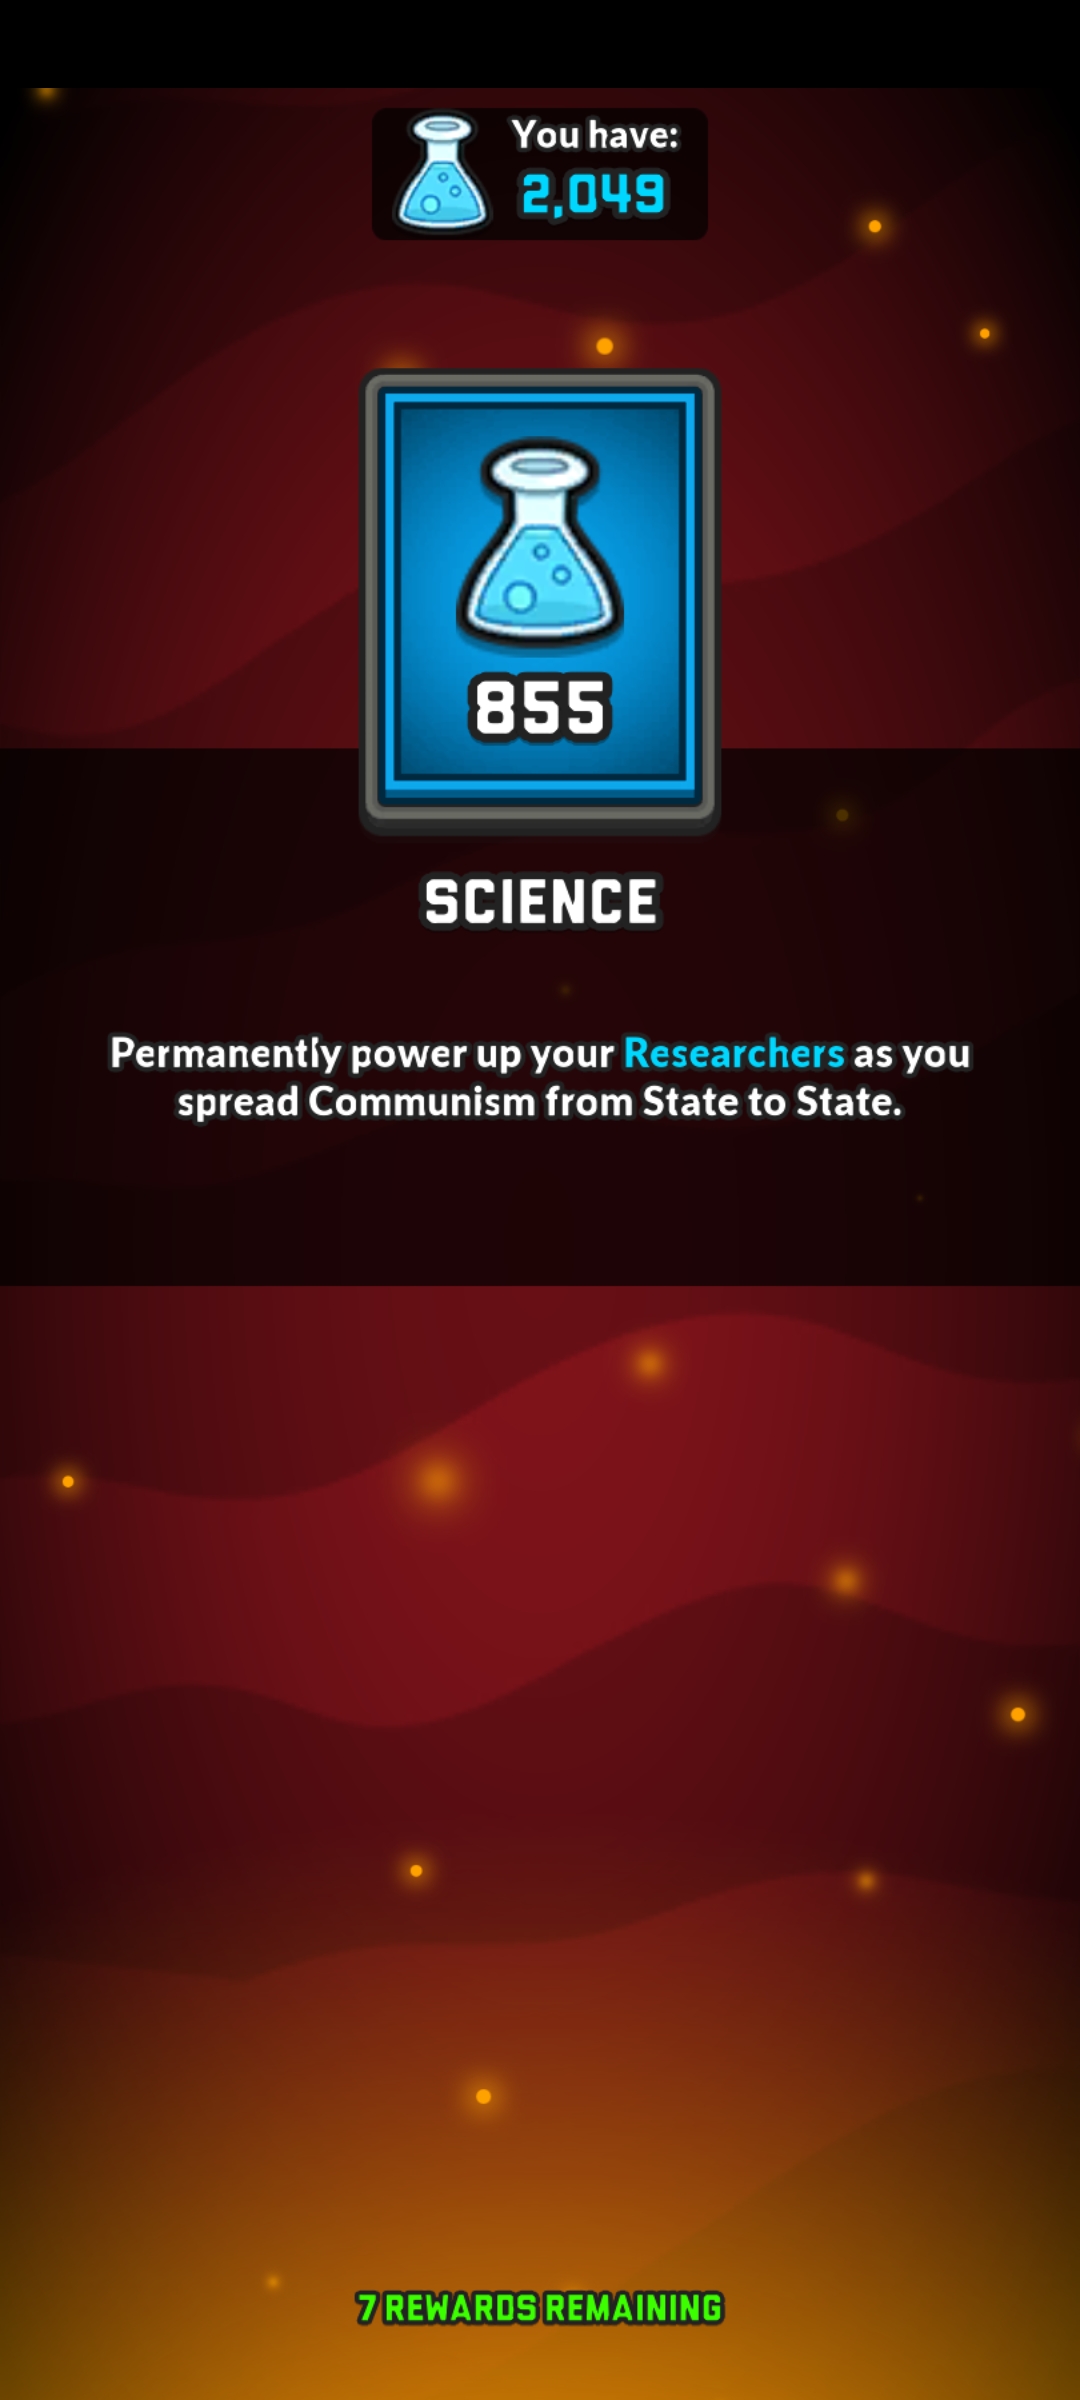 You have:
2,049
855
SCIENCE
Permanently power up your Researchers as you
spread Communism from State to State.
7 REWARDS REMAINING